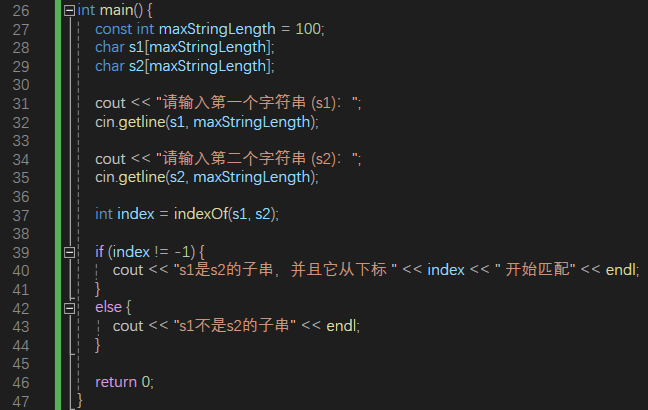 26 int main() {
27 const int maxStringLength = 100;
28 char s1[maxStringLength];
29 char s2[maxStringLength];
30
31 cout << "请输入第一个字符串 (s1)：";
32 cin.getline(s1, maxStringLength);
33
34 cout << "请输入第二个字符串 (s2)：";
35 cin.getline(s2, maxStringLength);
36
37 int index = indexOf(s1, s2);
38
39 if (index != -1) {
40 cout << "s1是s2的子串，并且它从下标 " << index << " 开始匹配" << endl;
41 }
42 else {
43 cout << "s1不是s2的子串" << endl;
44 }
45
46 return 0;
47 }